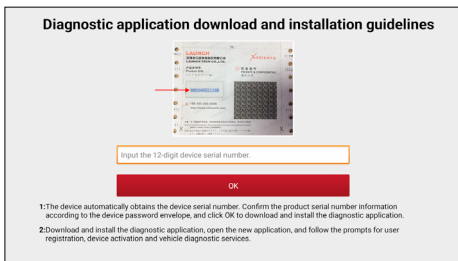 Diagnostic application download and installation guidelines
LAUNCH
Input the 12-digit device serial number.
OK
1:The device automatically obtains the device serial number. Confirm the product serial number information
according to the device password envelope, and click OK to download and install the diagnostic application.
2:Download and install the diagnostic application, open the new application, and follow the prompts for user
registration, device activation and vehicle diagnostic services.